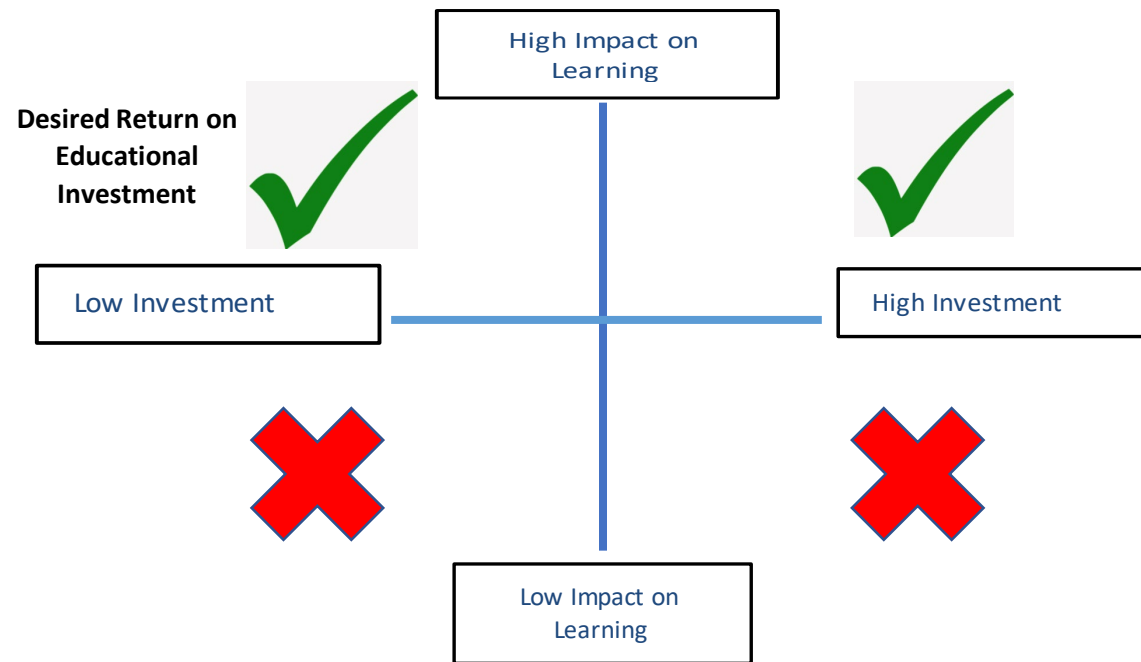 High Impact on
Learning
Desired Return on
Educational
Investment
Low Investment
High Investment
Low Impact on
Learning